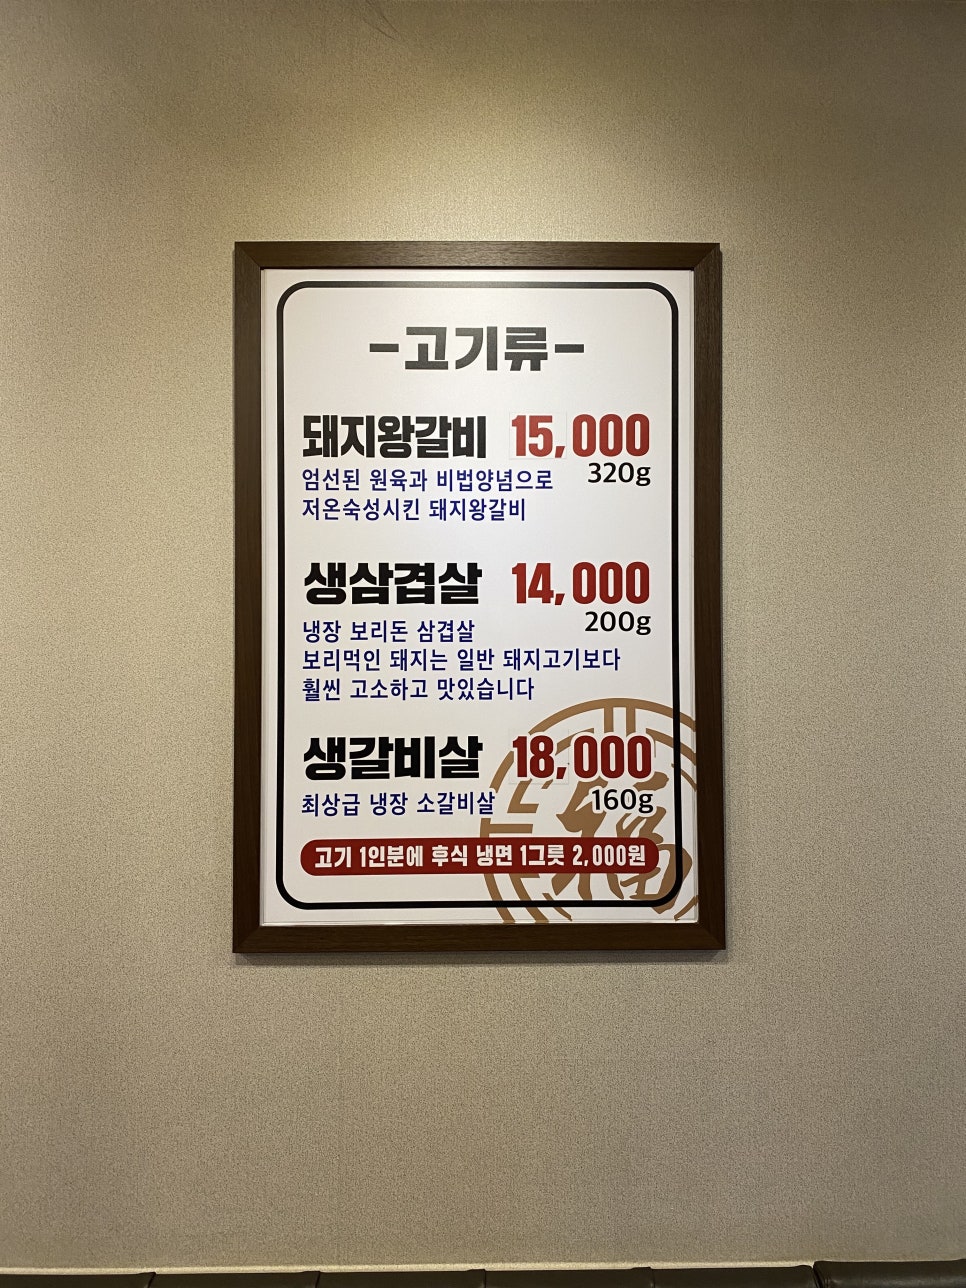 -고기류-
돼지왕갈비 15,000
320g
엄선된 원육과 비법양념으로
저온숙성시킨 돼지왕갈비
생삼겹살 14,000
200g
냉장 보리돈 삼겹살
보리먹인 돼지는 일반 돼지고기보다
훨씬 고소하고 맛있습니다
생갈비살 18,000
160g
최상급 냉장 소갈비살
고기 1인분에 후식 냉면 1그릇 2,000원
福